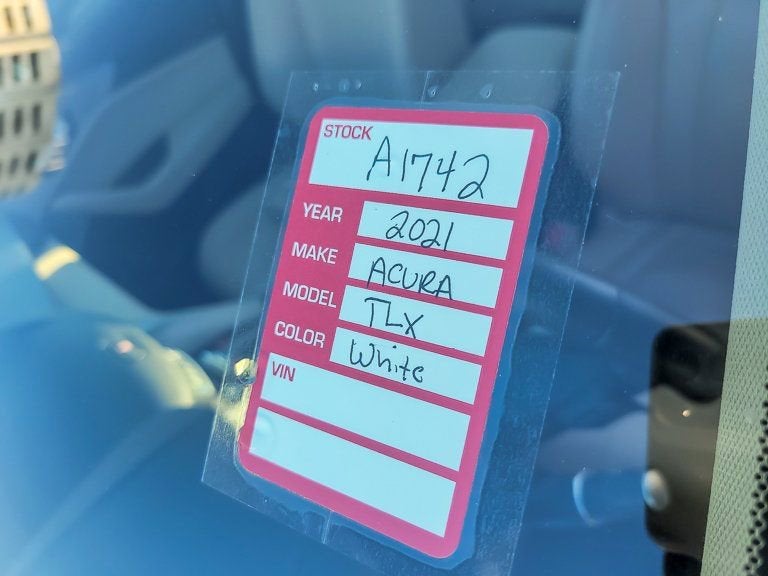 STOCK A1742
YEAR 2021
MAKE ACURA
MODEL TLX
COLOR White
VIN